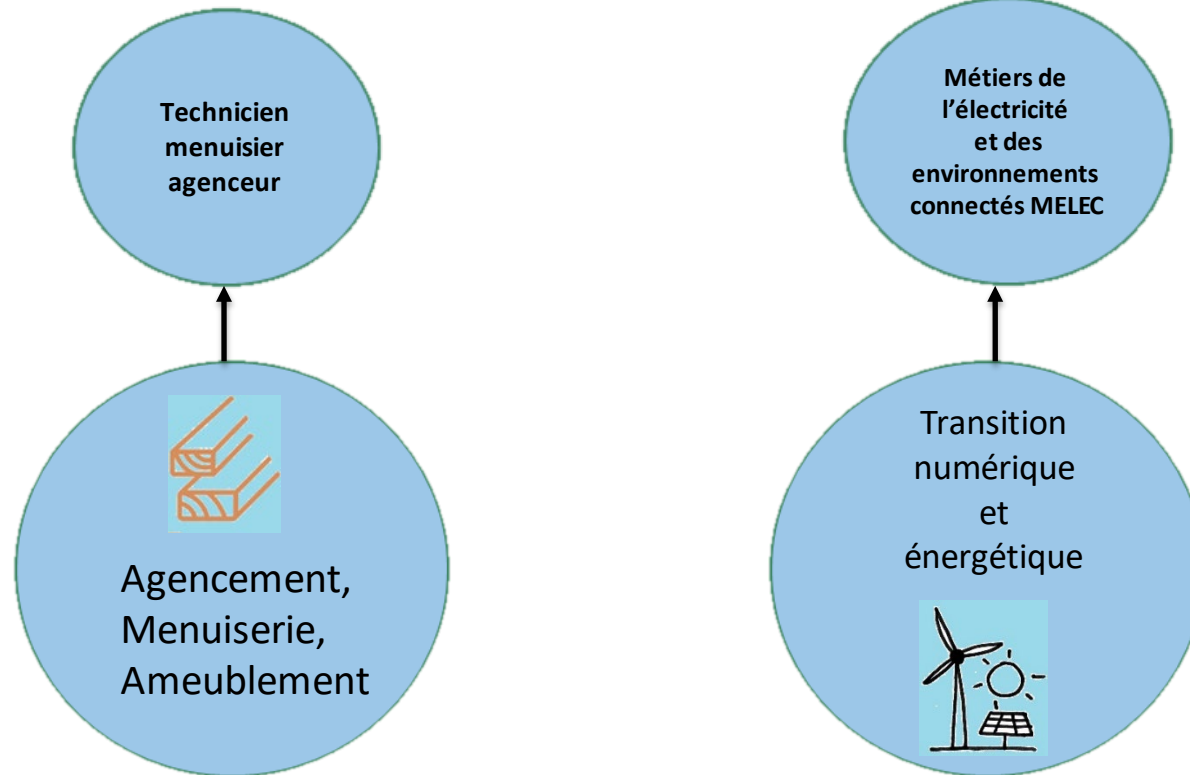 Technicien
menuisier
agenceur
Métiers de
l’électricité
et des
environnements
connectés MELEC
Agencement,
Menuiserie,
Ameublement
Transition
numérique
et
énergétique